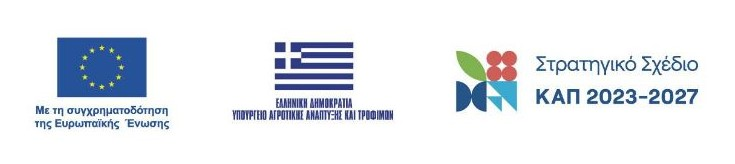 Με τη συγχρηματοδότηση
της Ευρωπαϊκής Ένωσης
ΕΛΛΗΝΙΚΗ ΔΗΜΟΚΡΑΤΙΑ
ΥΠΟΥΡΓΕΙΟ ΑΓΡΟΤΙΚΗΣ ΑΝΑΠΤΥΞΗΣ ΚΑΙ ΤΡΟΦΙΜΩΝ
Στρατηγικό Σχέδιο
ΚΑΠ 2023-2027